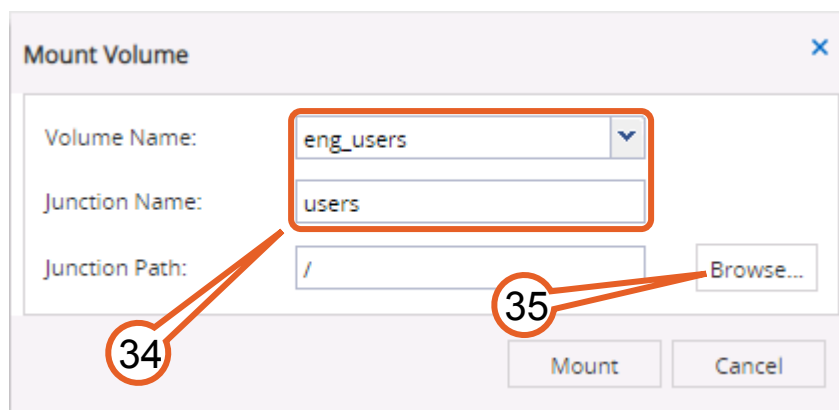 Mount Volume
Volume Name: eng_users
Junction Name: users
Junction Path: / Browse...
34
35
Mount Cancel